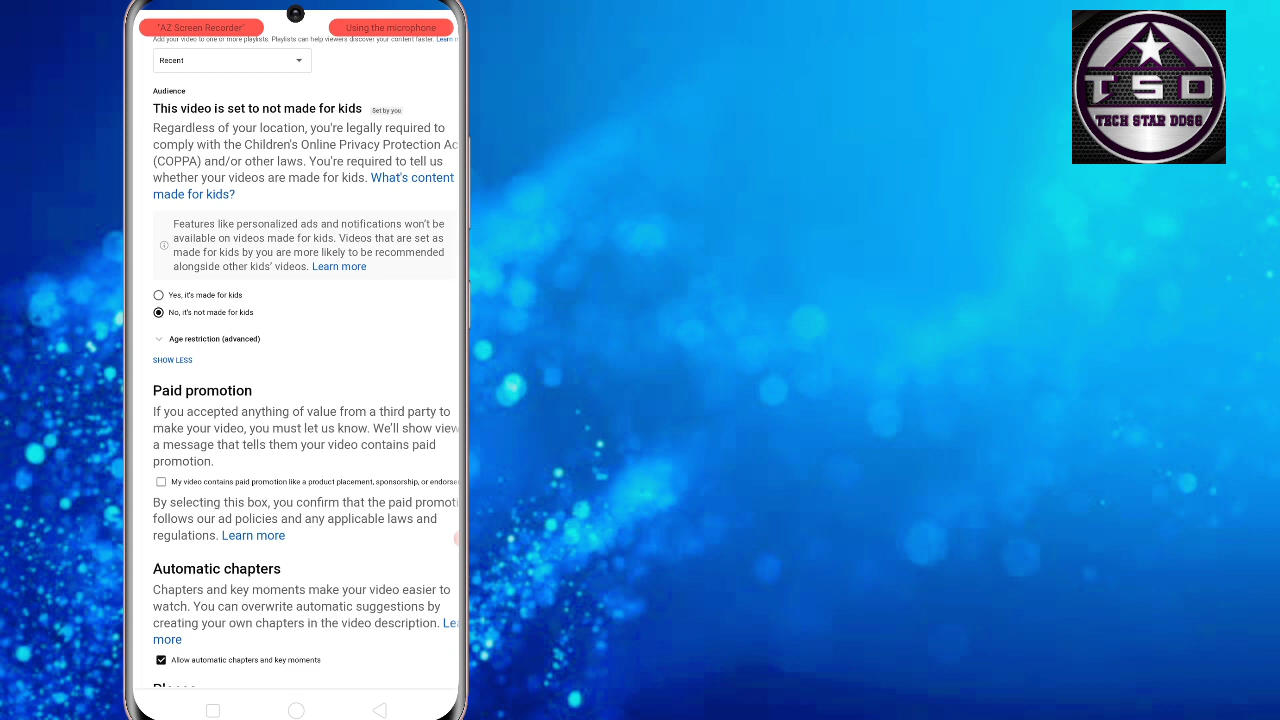 "AZ Screen Recorder"
Using the microphone
Add your video to one or more playlists. Playlists can help viewers discover your content faster. Learn
Recent
Audience
This video is set to not made for kids Set by you
Regardless of your location, you're legally required to
comply with the Children's Online Privacy Protection Ac
(COPPA) and/or other laws. You're required to tell us
whether your videos are made for kids. What's content
made for kids?
Features like personalized ads and notifications won't be
available on videos made for kids. Videos that are set as
made for kids by you are more likely to be recommended
alongside other kids' videos. Learn more
Yes, it's made for kids
No, it's not made for kids
Age restriction (advanced)
SHOW LESS
Paid promotion
If you accepted anything of value from a third party to
make your video, you must let us know. We'll show view
a message that tells them your video contains paid
promotion.
My video contains paid promotion like a product placement, sponsorship, or endorse
By selecting this box, you confirm that the paid promoti
follows our ad policies and any applicable laws and
regulations. Learn more
Automatic chapters
Chapters and key moments make your video easier to
watch. You can overwrite automatic suggestions by
creating your own chapters in the video description. Lea
more
Allow automatic chapters and key moments
TSD
TECH STAR DOSS